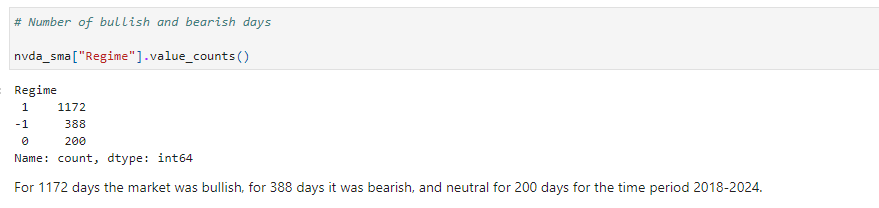 # Number of bullish and bearish days
nvda_sma["Regime"].value_counts()
Regime
1 1172
-1 388
0 200
Name: count, dtype: int64
For 1172 days the market was bullish, for 388 days it was bearish, and neutral for 200 days for the time period 2018-2024.